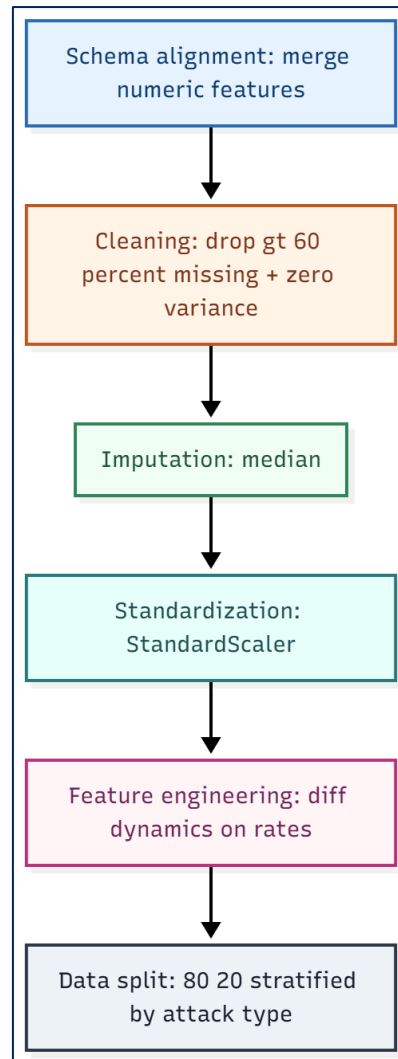 Schema alignment: merge
numeric features
Cleaning: drop gt 60
percent missing + zero
variance
Imputation: median
Standardization:
StandardScaler
Feature engineering: diff
dynamics on rates
Data split: 80 20 stratified
by attack type